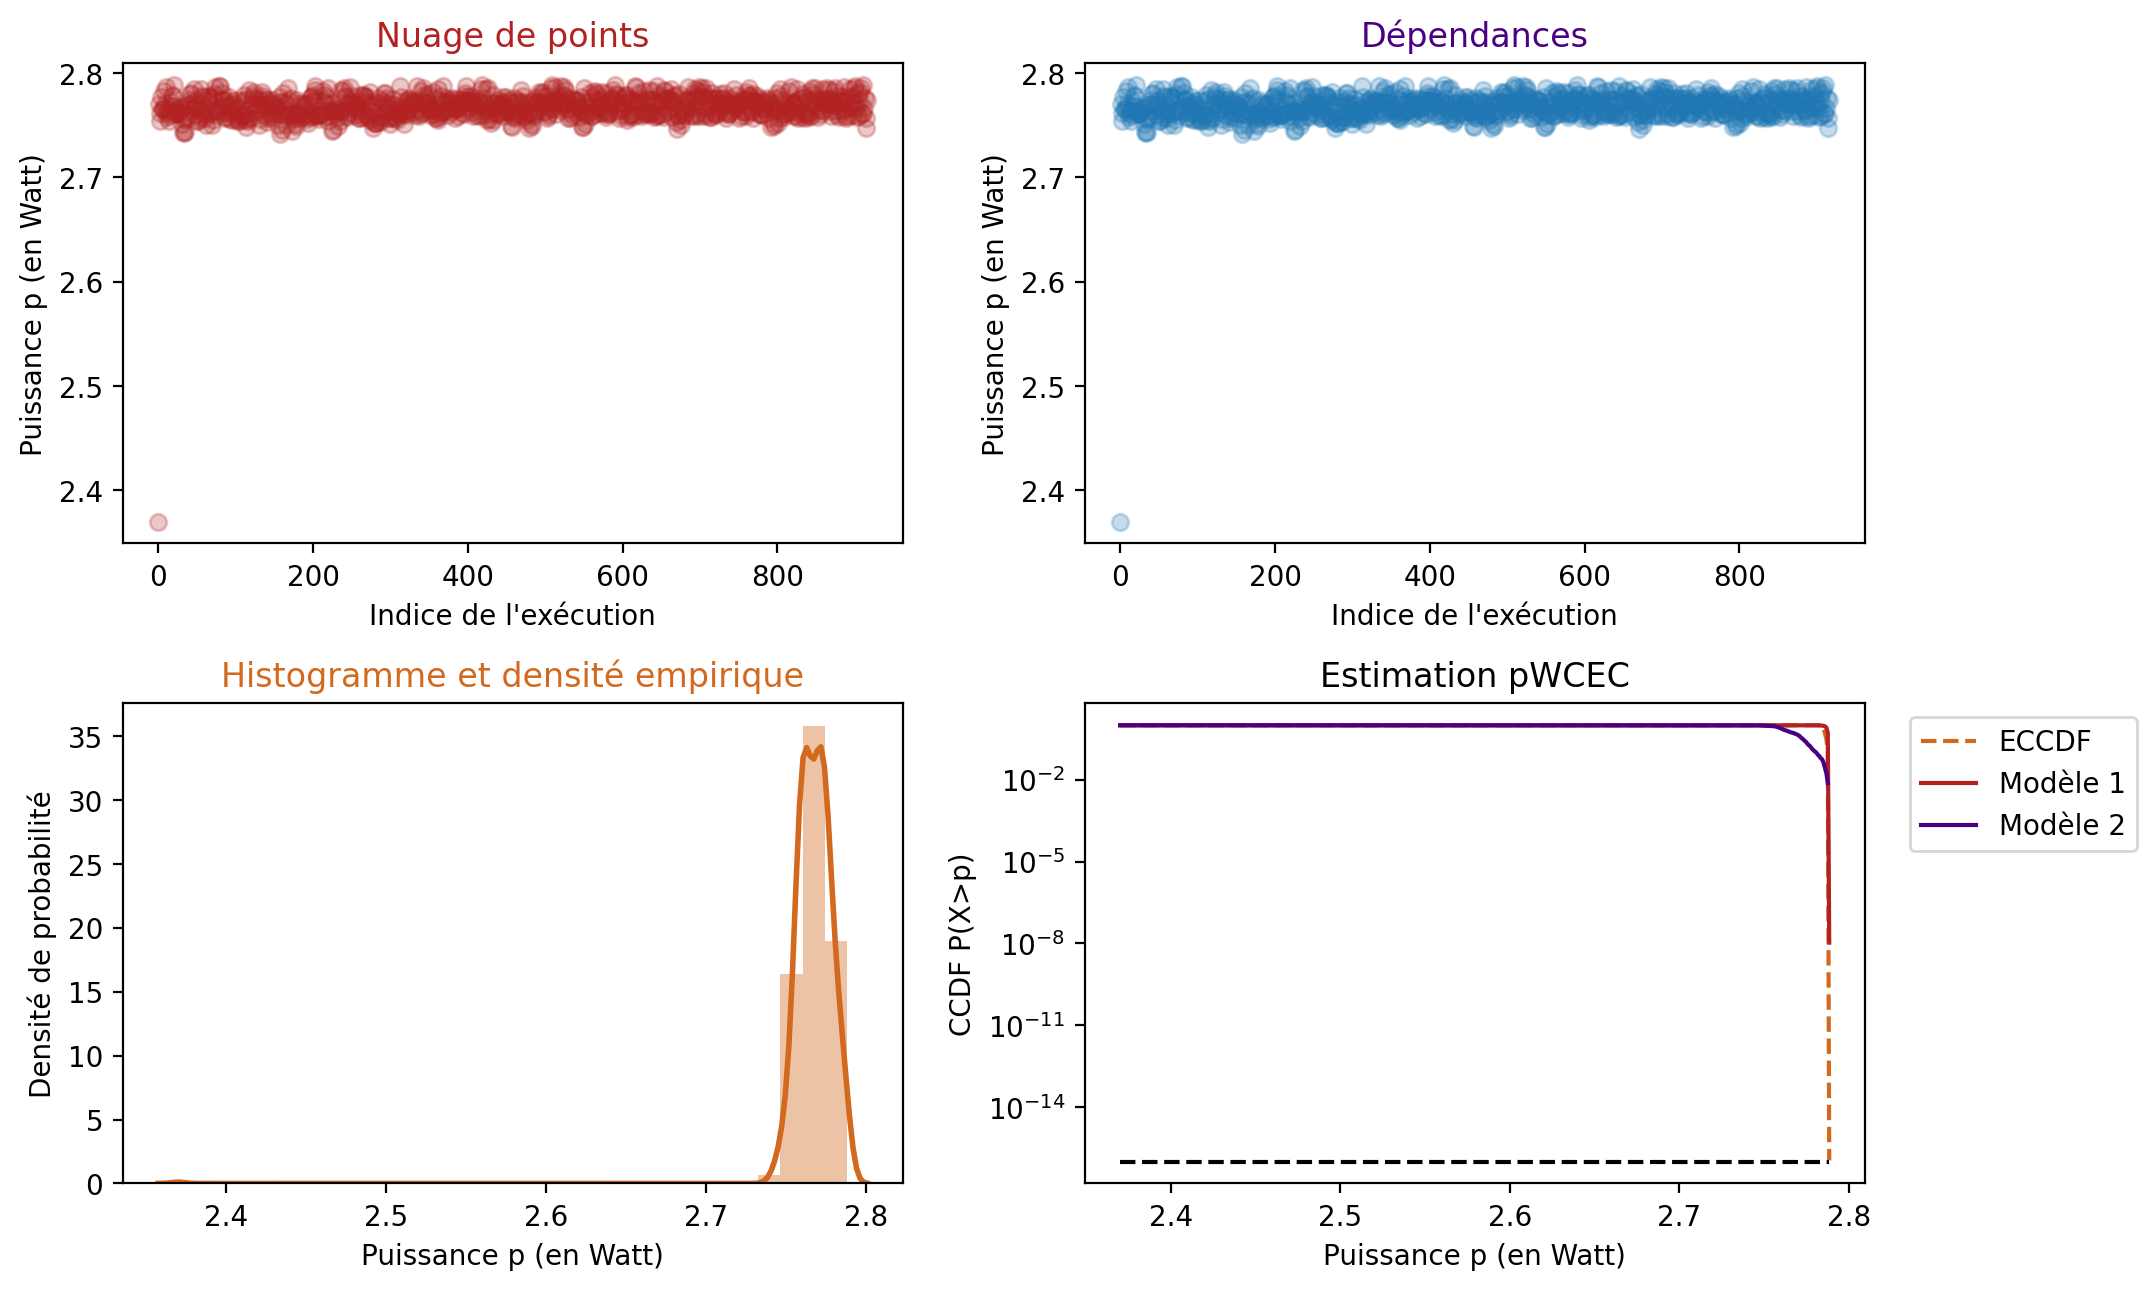 Nuage de points
2.8
2.7
2.6
2.5
2.4
Puissance p (en Watt)
0 200 400 600 800
Indice de l'exécution
Dépendances
2.8
2.7
2.6
2.5
2.4
Puissance p (en Watt)
0 200 400 600 800
Indice de l'exécution
Histogramme et densité empirique
35
30
25
20
15
10
5
0
Densité de probabilité
2.4 2.5 2.6 2.7 2.8
Puissance p (en Watt)
Estimation pWCEC
10⁻²
10⁻⁵
10⁻⁸
10⁻¹¹
10⁻¹⁴
CCDF P(X>p)
2.4 2.5 2.6 2.7 2.8
Puissance p (en Watt)
ECCDF
Modèle 1
Modèle 2